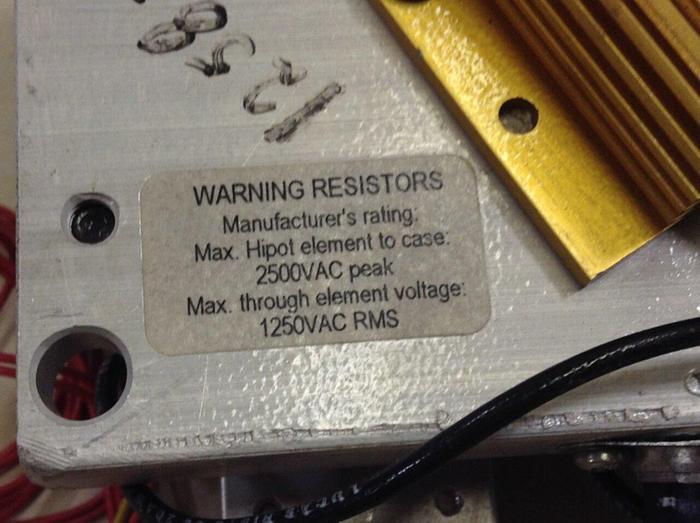 WARNING RESISTORS
Manufacturer's rating:
Max. Hipot element to case:
2500VAC peak
Max. through element voltage:
1250VAC RMS